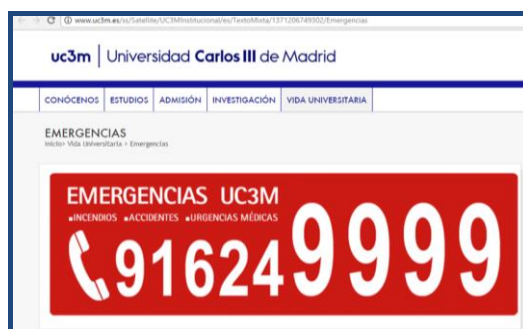 www.uc3m.es/ss/Satellite/UC3MInstitucional/es/TextoMixta/1371206749302/Emergencias
uc3m | Universidad Carlos III de Madrid
CONÓCENOS ESTUDIOS ADMISIÓN INVESTIGACIÓN VIDA UNIVERSITARIA
EMERGENCIAS
Inicio> Vida Universitaria > Emergencias
EMERGENCIAS UC3M
▪INCENDIOS ▪ACCIDENTES ▪URGENCIAS MÉDICAS
916249999